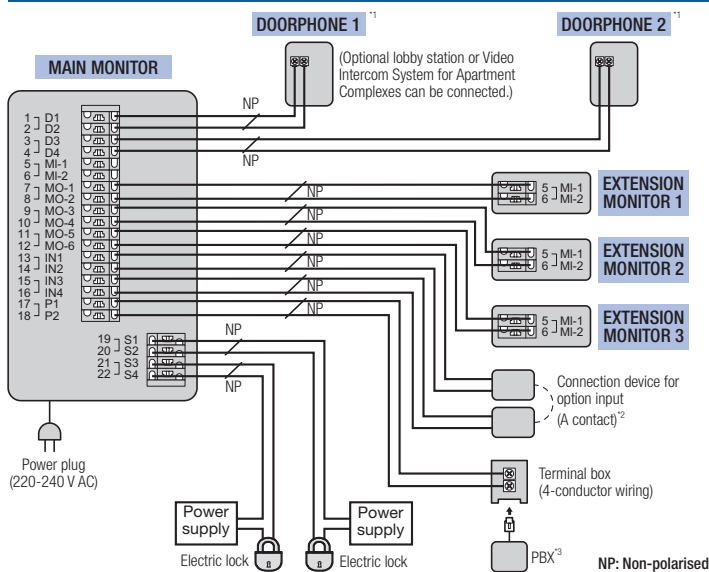 DOORPHONE 1 *1
DOORPHONE 2 *1
MAIN MONITOR
(Optional lobby station or Video
Intercom System for Apartment
Complexes can be connected.)
NP
1 D1
2 D2
3 D3
4 D4
NP
5 MI-1
6 MI-2
7 MO-1
8 MO-2
9 MO-3
10 MO-4
11 MO-5
12 MO-6
13 IN1
14 IN2
15 IN3
16 IN4
17 P1
18 P2
NP
NP
NP
NP
NP
NP
5 MI-1
6 MI-2
EXTENSION
MONITOR 1
5 MI-1
6 MI-2
EXTENSION
MONITOR 2
5 MI-1
6 MI-2
EXTENSION
MONITOR 3
19 S1
20 S2
21 S3
22 S4
NP
NP
Connection device for
option input
(A contact)*2
Power plug
(220-240 V AC)
Terminal box
(4-conductor wiring)
Power
supply
Power
supply
Electric lock
Electric lock
PBX*3
NP: Non-polarised